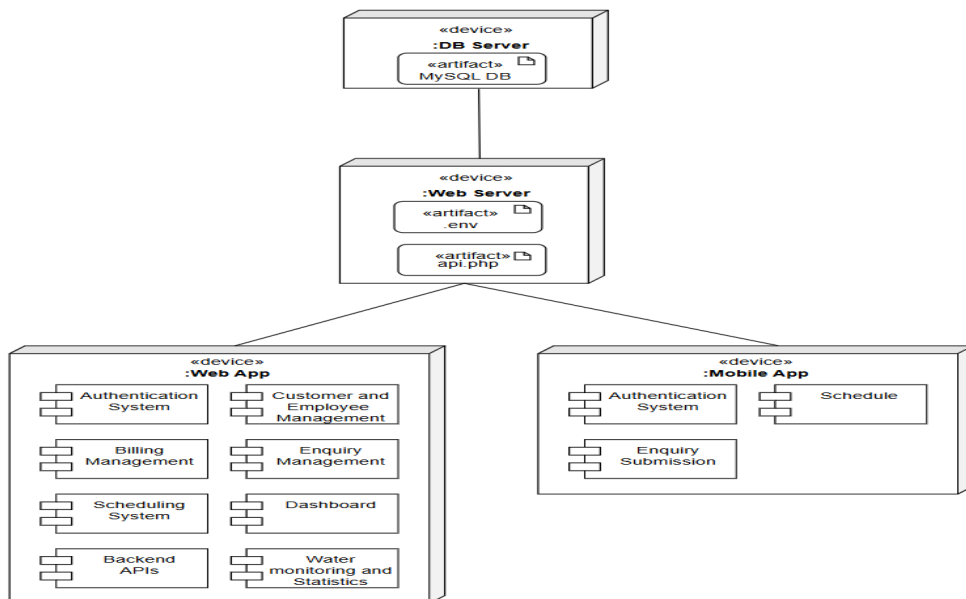 «device»
:DB Server
«artifact»
MySQL DB
«device»
:Web Server
«artifact»
.env
«artifact»
api.php
«device»
:Web App
Authentication
System
Customer and
Employee
Management
Billing
Management
Enquiry
Management
Scheduling
System
Dashboard
Backend
APIs
Water
monitoring and
Statistics
«device»
:Mobile App
Authentication
System
Schedule
Enquiry
Submission